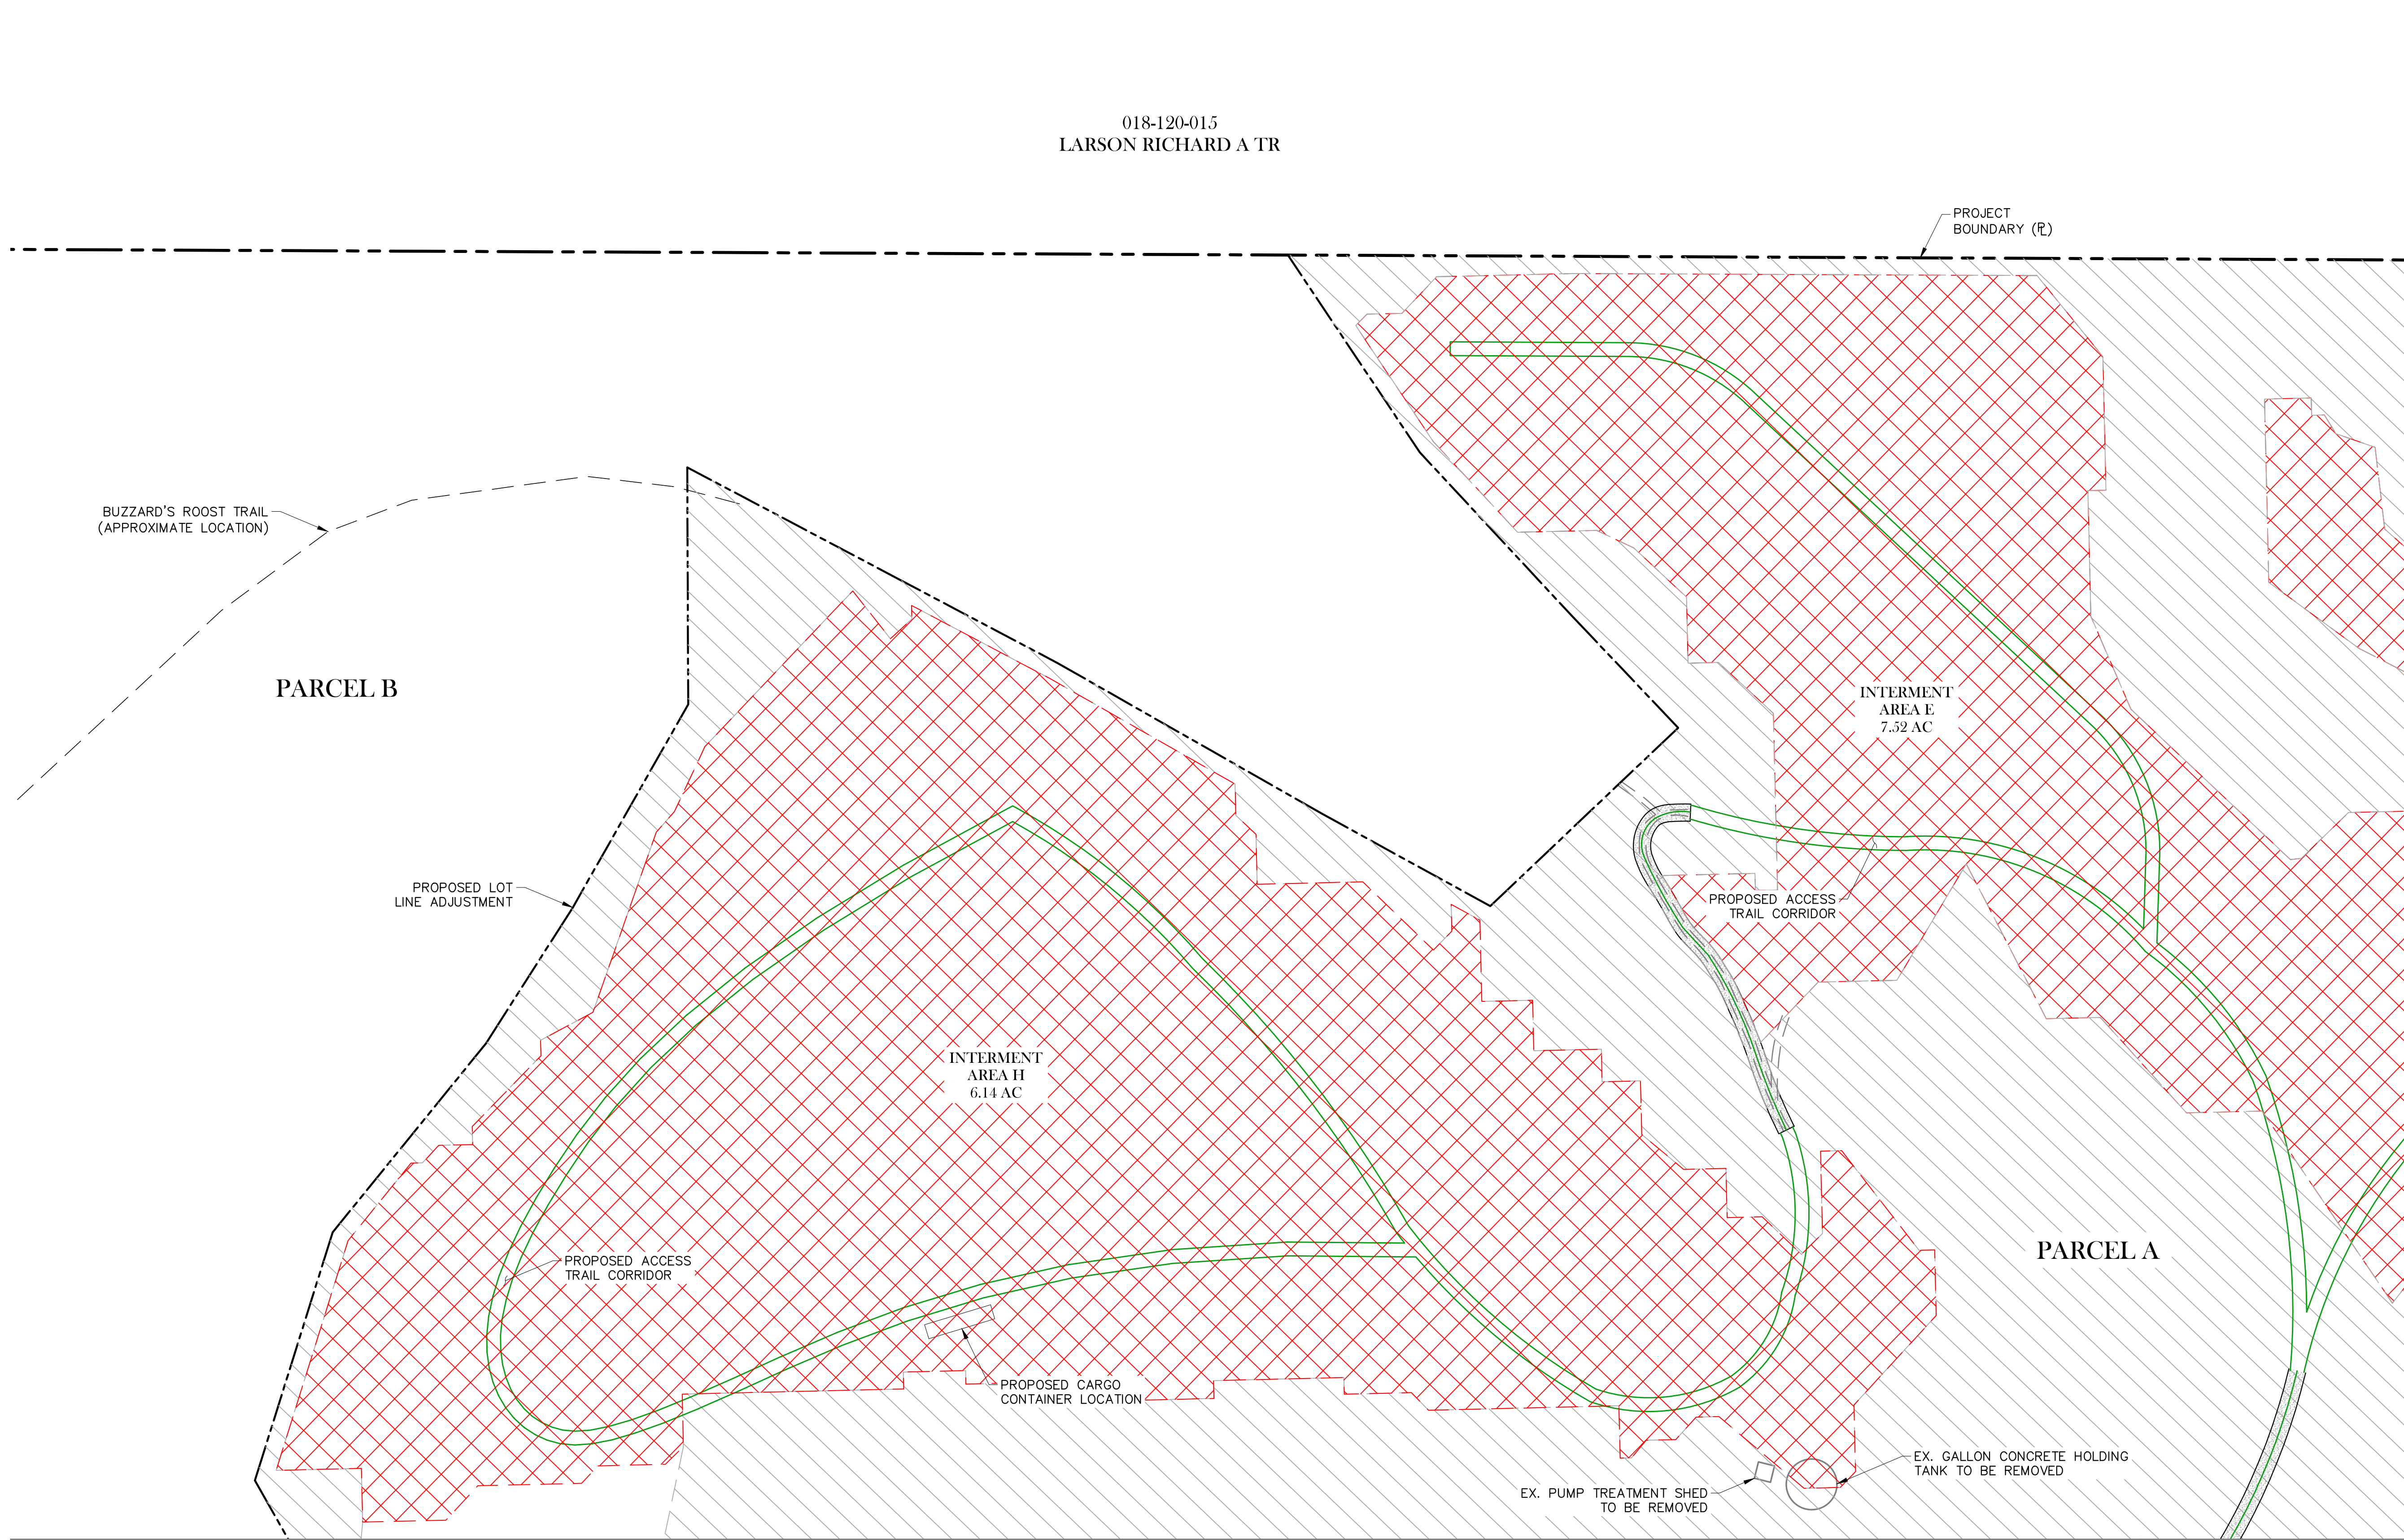 018-120-015
LARSON RICHARD A TR
PROJECT
BOUNDARY (PL)
BUZZARD'S ROOST TRAIL
(APPROXIMATE LOCATION)
PARCEL B
INTERMENT
AREA E
7.52 AC
PROPOSED LOT
LINE ADJUSTMENT
PROPOSED ACCESS
TRAIL CORRIDOR
INTERMENT
AREA H
6.14 AC
PARCEL A
PROPOSED ACCESS
TRAIL CORRIDOR
PROPOSED CARGO
CONTAINER LOCATION
EX. GALLON CONCRETE HOLDING
TANK TO BE REMOVED
EX. PUMP TREATMENT SHED
TO BE REMOVED